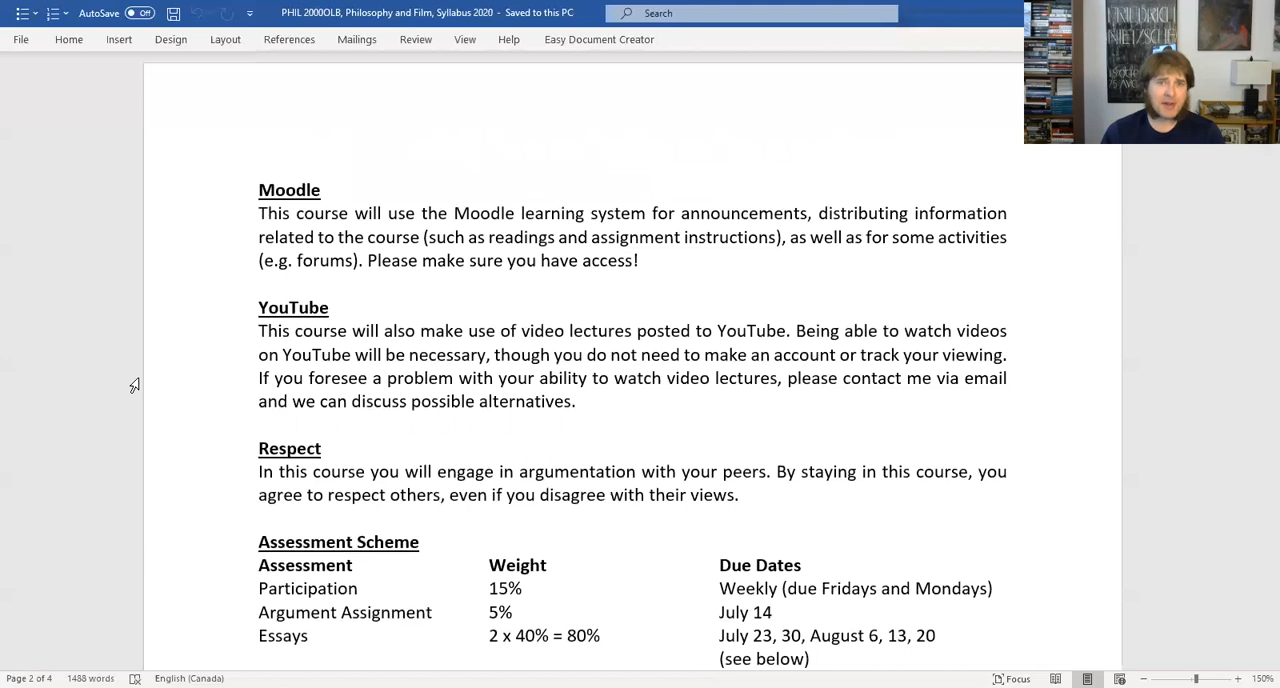 AutoSave Off PHIL 2000OLB, Philosophy and Film, Syllabus 2020 - Saved to this PC Search
File Home Insert Design Layout References Review View Help Easy Document Creator
FRIEDRICH
NIETZSCHE
Moodle
This course will use the Moodle learning system for announcements, distributing information
related to the course (such as readings and assignment instructions), as well as for some activities
(e.g. forums). Please make sure you have access!
YouTube
This course will also make use of video lectures posted to YouTube. Being able to watch videos
on YouTube will be necessary, though you do not need to make an account or track your viewing.
If you foresee a problem with your ability to watch video lectures, please contact me via email
and we can discuss possible alternatives.
Respect
In this course you will engage in argumentation with your peers. By staying in this course, you
agree to respect others, even if you disagree with their views.
Assessment Scheme
Assessment Weight Due Dates
Participation 15% Weekly (due Fridays and Mondays)
Argument Assignment 5% July 14
Essays 2 x 40% = 80% July 23, 30, August 6, 13, 20
(see below)
Page 2 of 4 1488 words English (Canada) Focus 150%